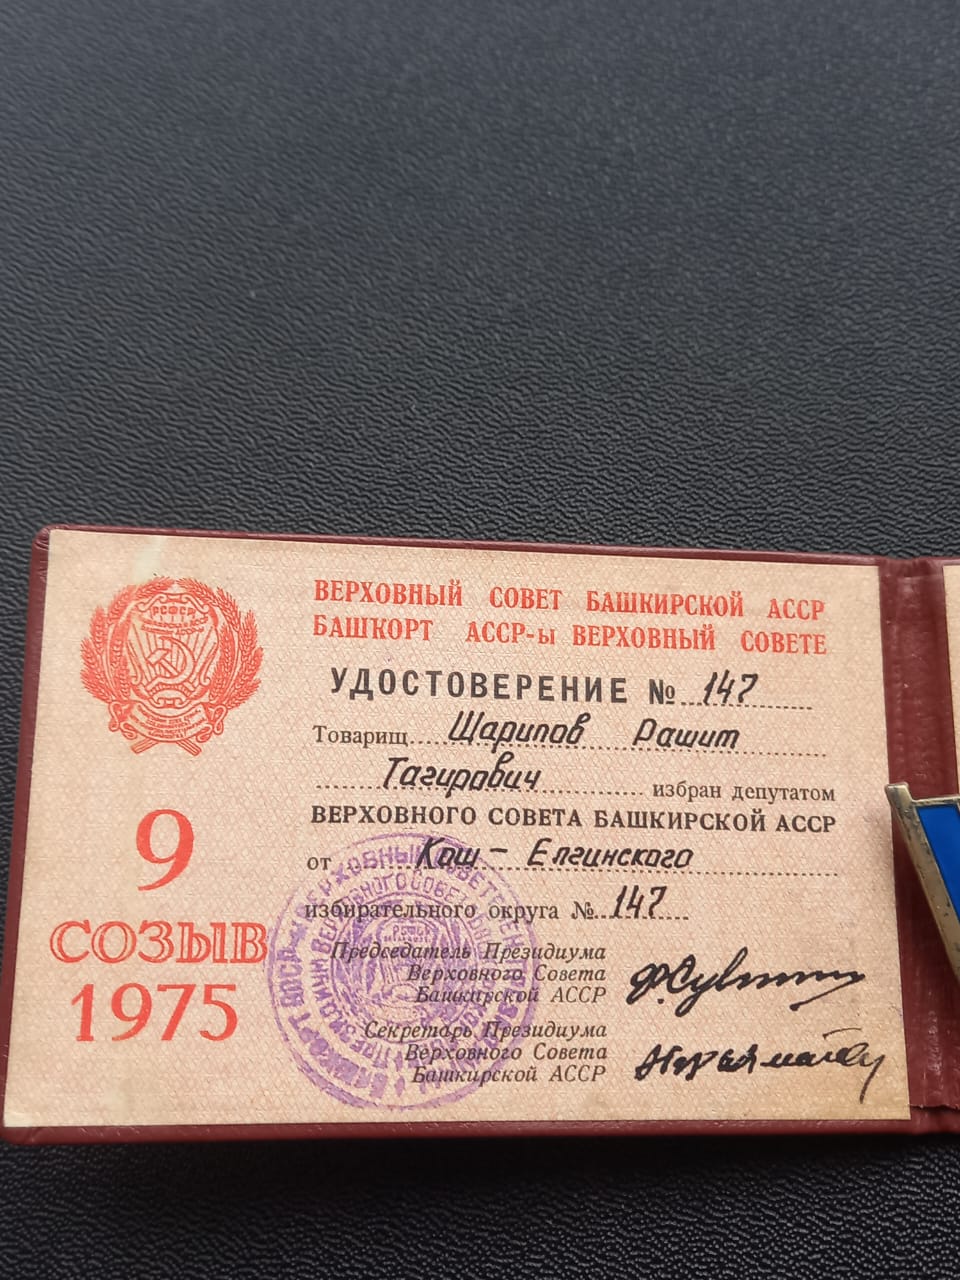 РСФСР
ВЕРХОВНЫЙ СОВЕТ БАШКИРСКОЙ АССР
БАШКОРТ АССР-ы ВЕРХОВНЫЙ СОВЕТЕ
УДОСТОВЕРЕНИЕ № 147
Товарищ Шарипов Рашит
Тагирович избран депутатом
ВЕРХОВНОГО СОВЕТА БАШКИРСКОЙ АССР
от Кош-Елгинского
избирательного округа № 147
9
СОЗЫВ
1975
Председатель Президиума
Верховного Совета
Башкирской АССР
Секретарь Президиума
Верховного Совета
Башкирской АССР